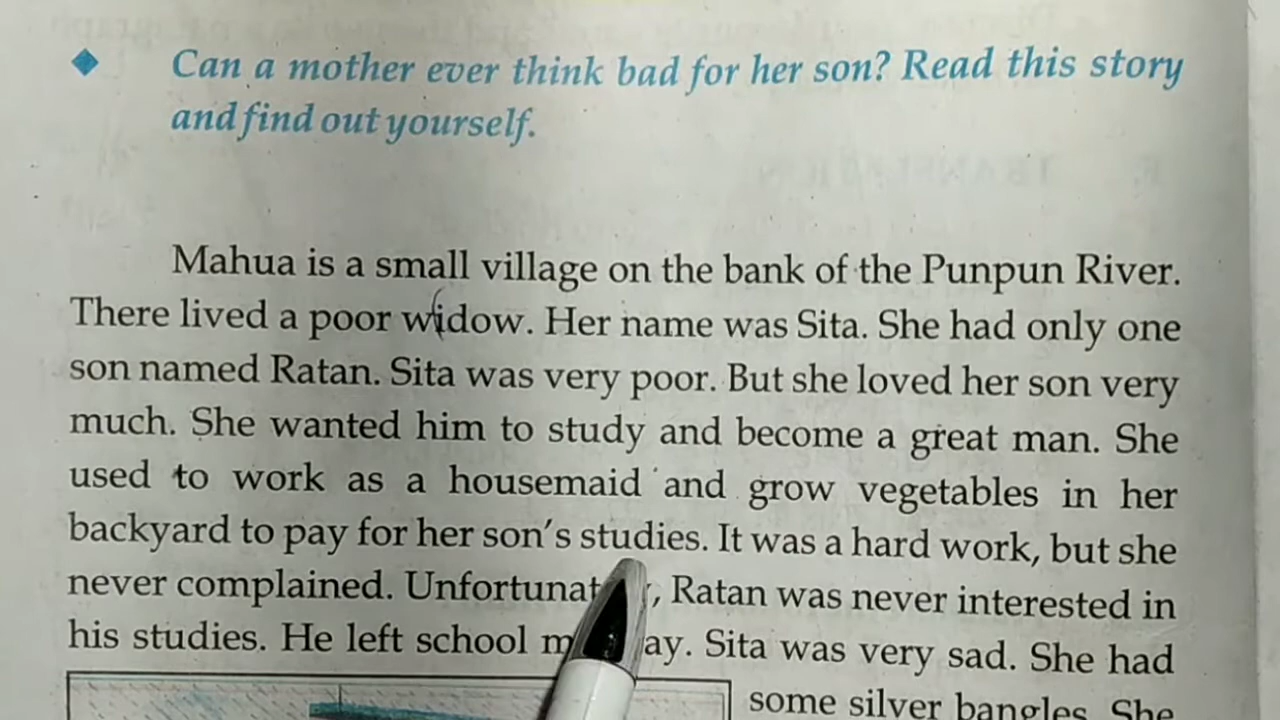 Can a mother ever think bad for her son? Read this story
and find out yourself.
Mahua is a small village on the bank of the Punpun River.
There lived a poor widow. Her name was Sita. She had only one
son named Ratan. Sita was very poor. But she loved her son very
much. She wanted him to study and become a great man. She
used to work as a housemaid and grow vegetables in her
backyard to pay for her son's studies. It was a hard work, but she
never complained. Ratan was never interested in
his studies. He left school Sita was very sad. She had
some silver bangles. She